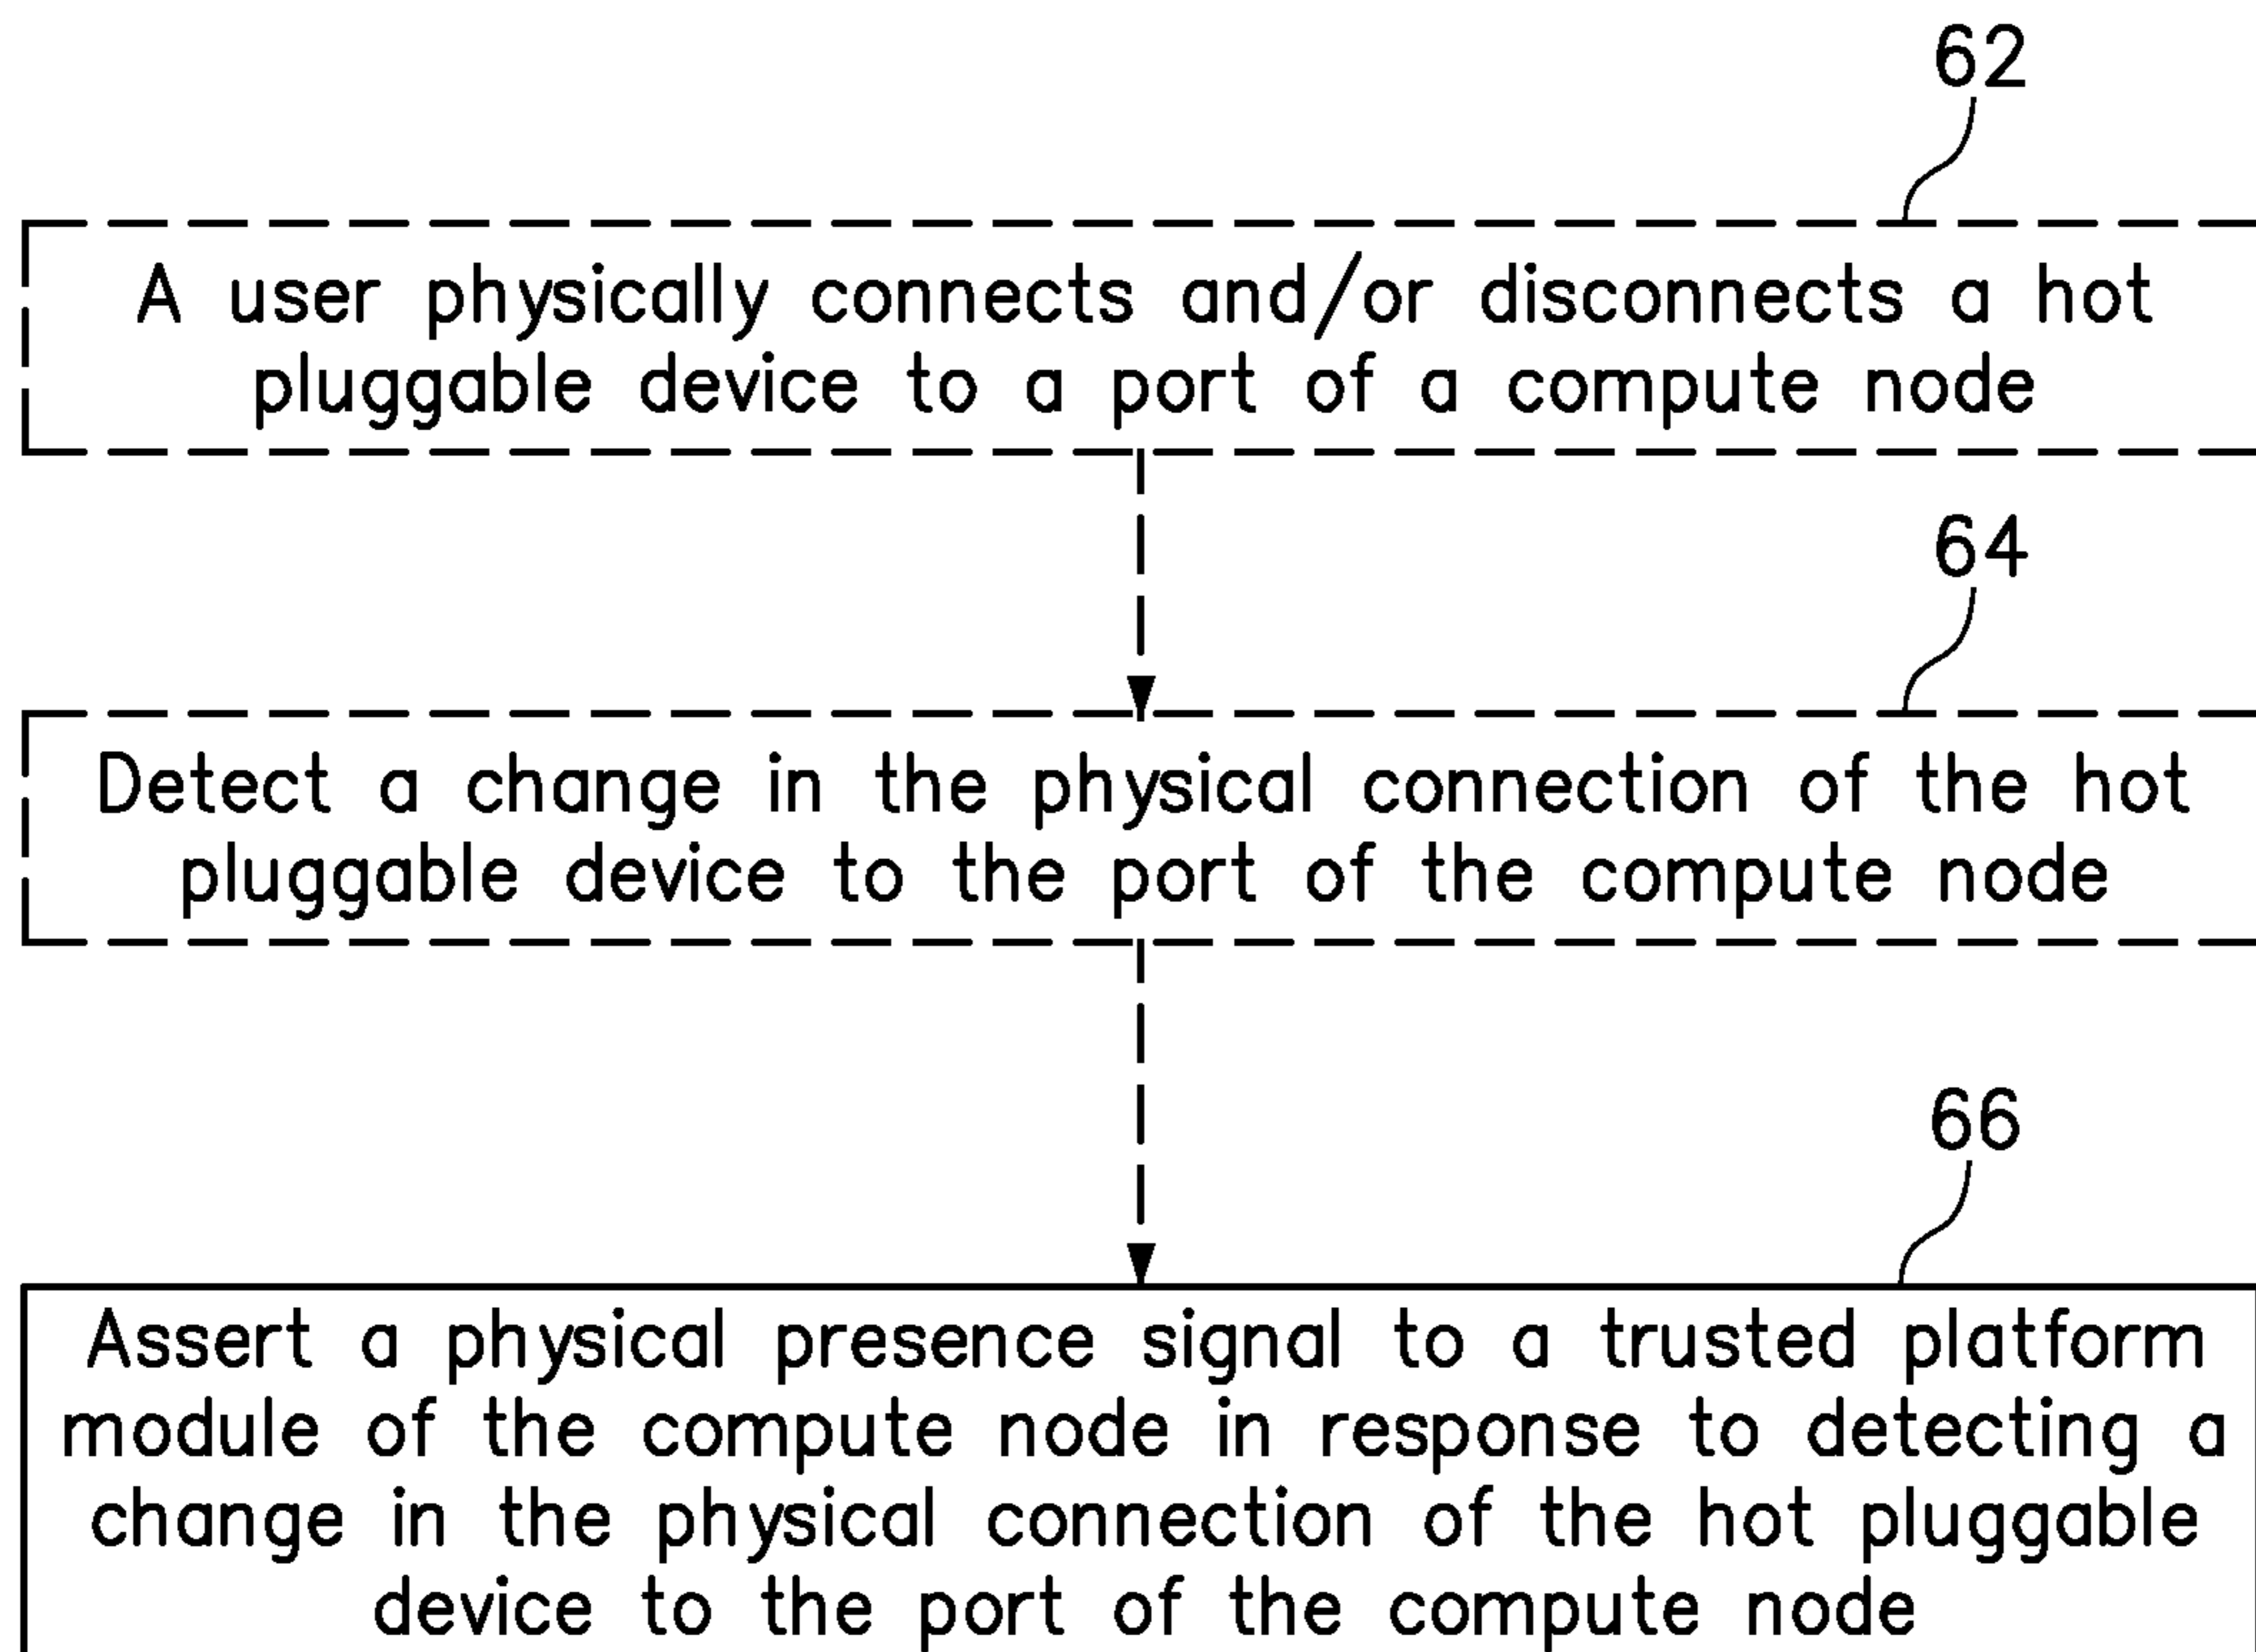 62
A user physically connects and/or disconnects a hot
pluggable device to a port of a compute node
64
Detect a change in the physical connection of the hot
pluggable device to the port of the compute node
66
Assert a physical presence signal to a trusted platform
module of the compute node in response to detecting a
change in the physical connection of the hot pluggable
device to the port of the compute node